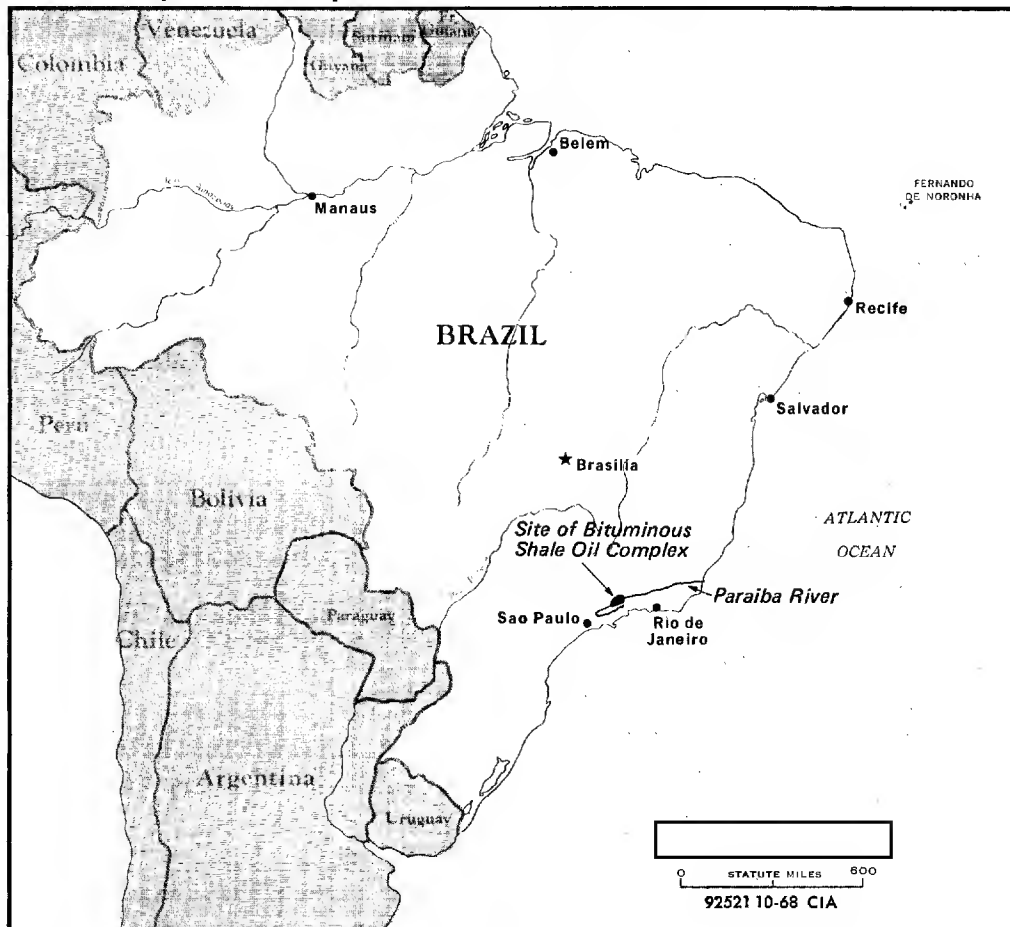 Venezuela
Surinam
Fr.
Guiana
Guyana
Colombia
Belem
FERNANDO
DE NORONHA
Manaus
Recife
BRAZIL
Salvador
Peru
Brasilia
Bolivia
Site of Bituminous
Shale Oil Complex
ATLANTIC
OCEAN
Paraiba River
Sao Paulo
Rio de
Janeiro
Paraguay
Chile
Argentina
Uruguay
0 STATUTE MILES 600
92521 10-68 CIA